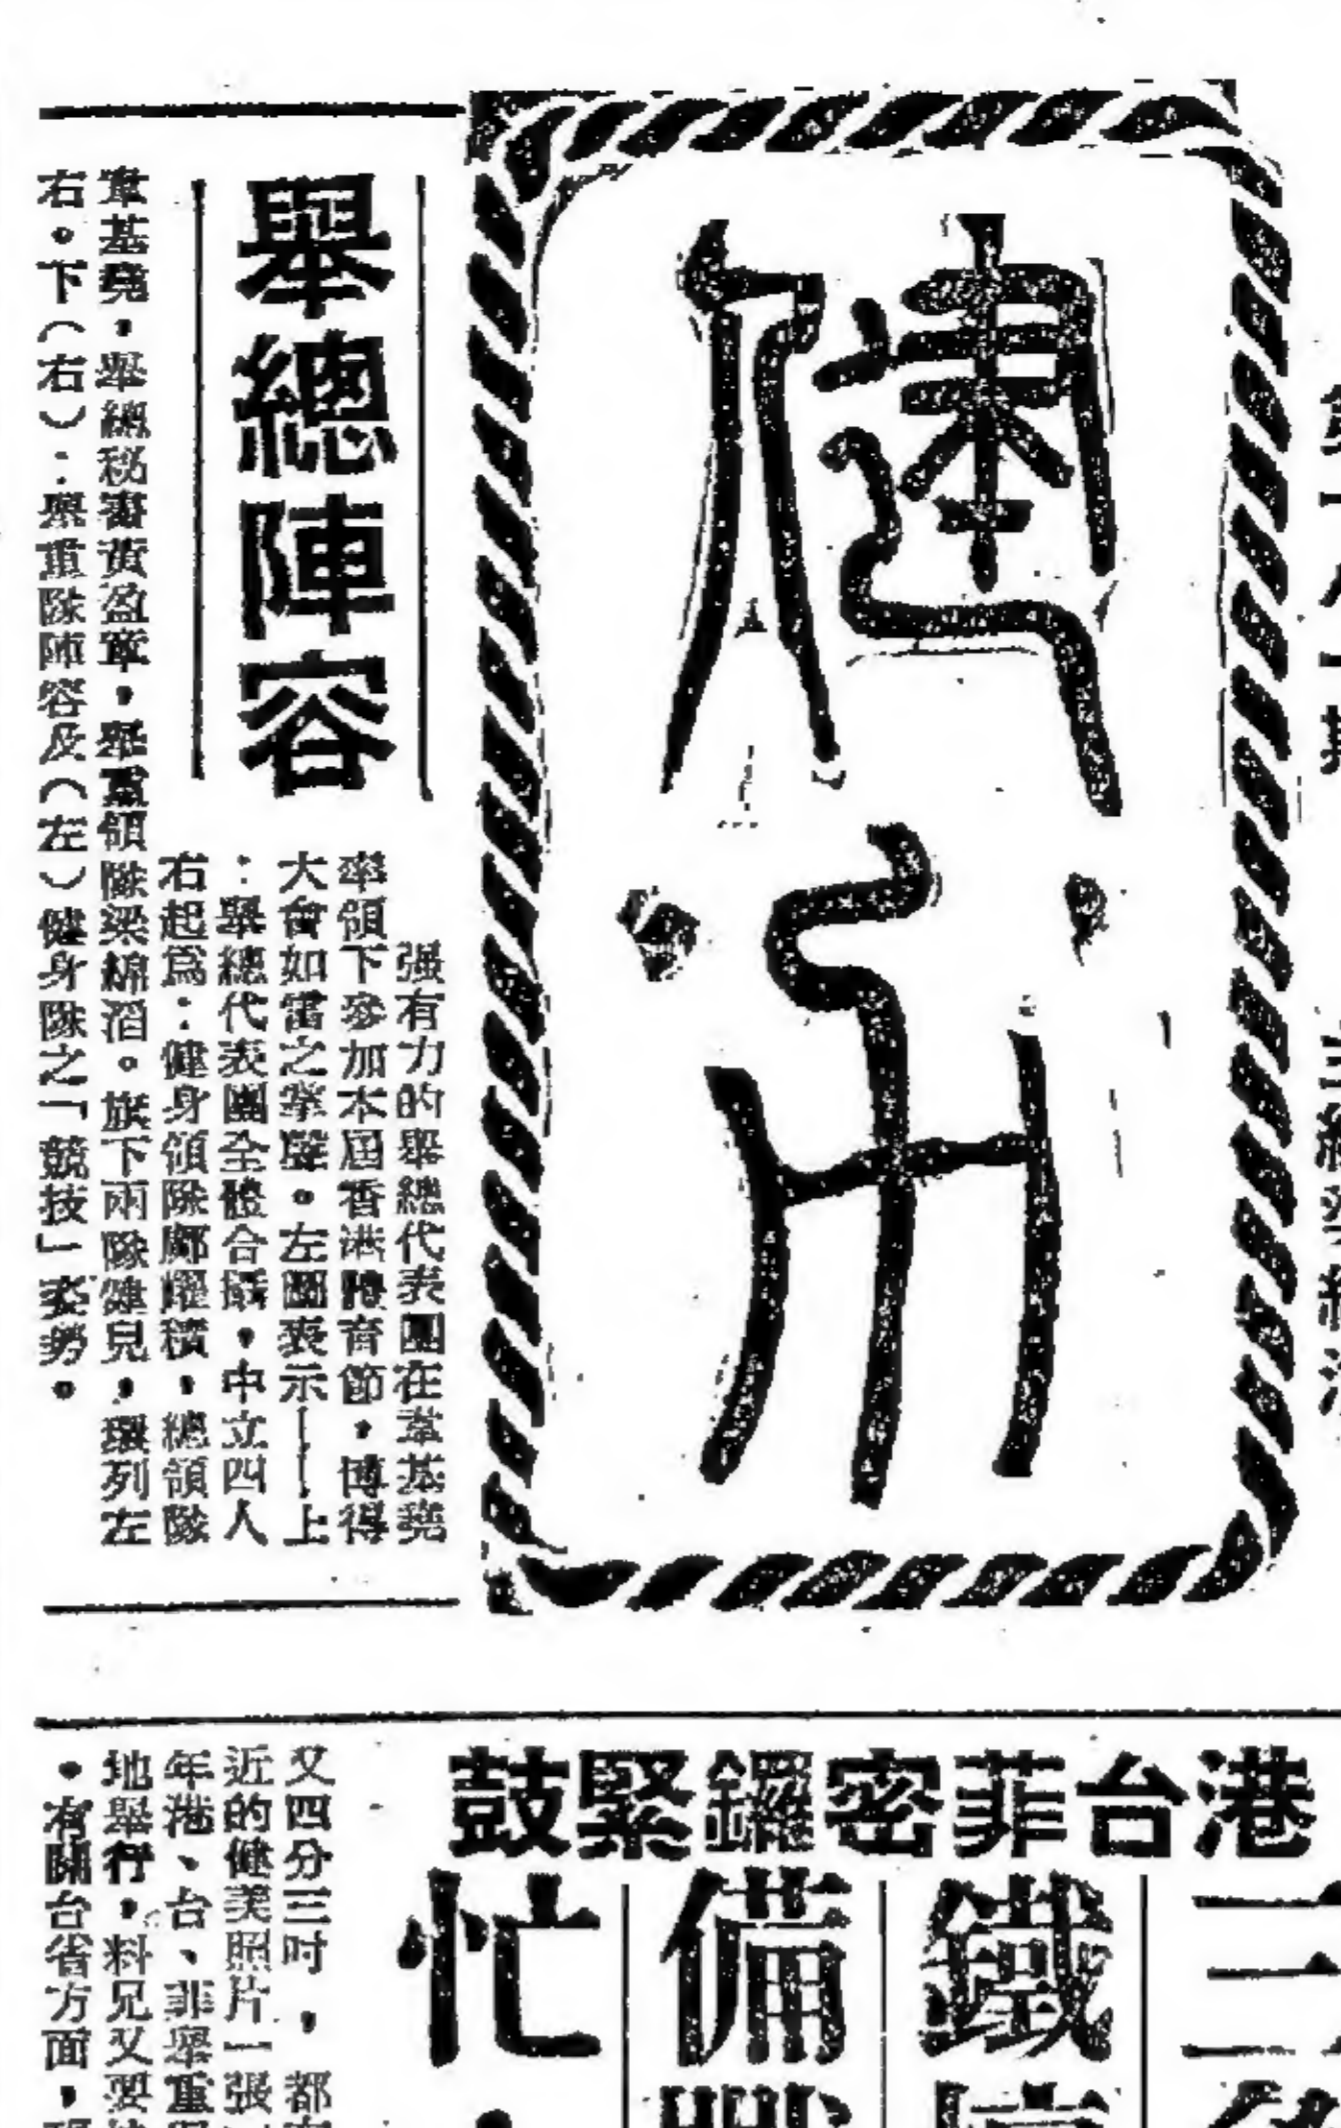 健身
舉總陣容
强有力的舉總代表團在韋基堯
率領下參加本屆香港體育節，博得
大會如雷之掌聲。左圖表示——上
：舉總代表團全體合攝，中立四人
右起爲：健身領隊鄺耀積，總領隊
韋基堯，舉總秘書黃盈章，舉重領隊梁綿滔。旗下兩隊健兒，環列左
右。下（右）：舉重隊陣容及（左）健身隊之「競技」姿勢。
港台菲密鑼緊鼓
三
鐵
備
忙
又四分三吋，都
近的健美照片一張
年港、台、菲舉重
地舉行，料見又要
。有關台省方面，